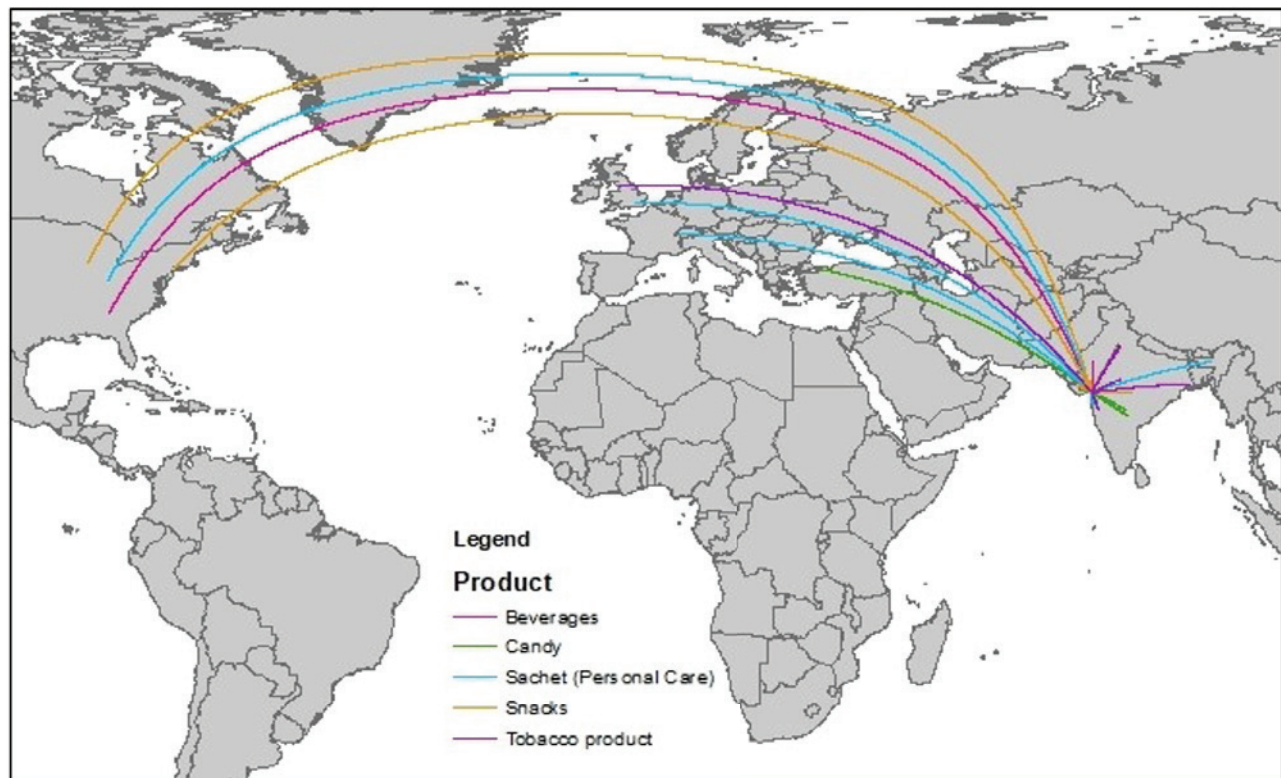 Legend
Product
Beverages
Candy
Sachet (Personal Care)
Snacks
Tobacco product